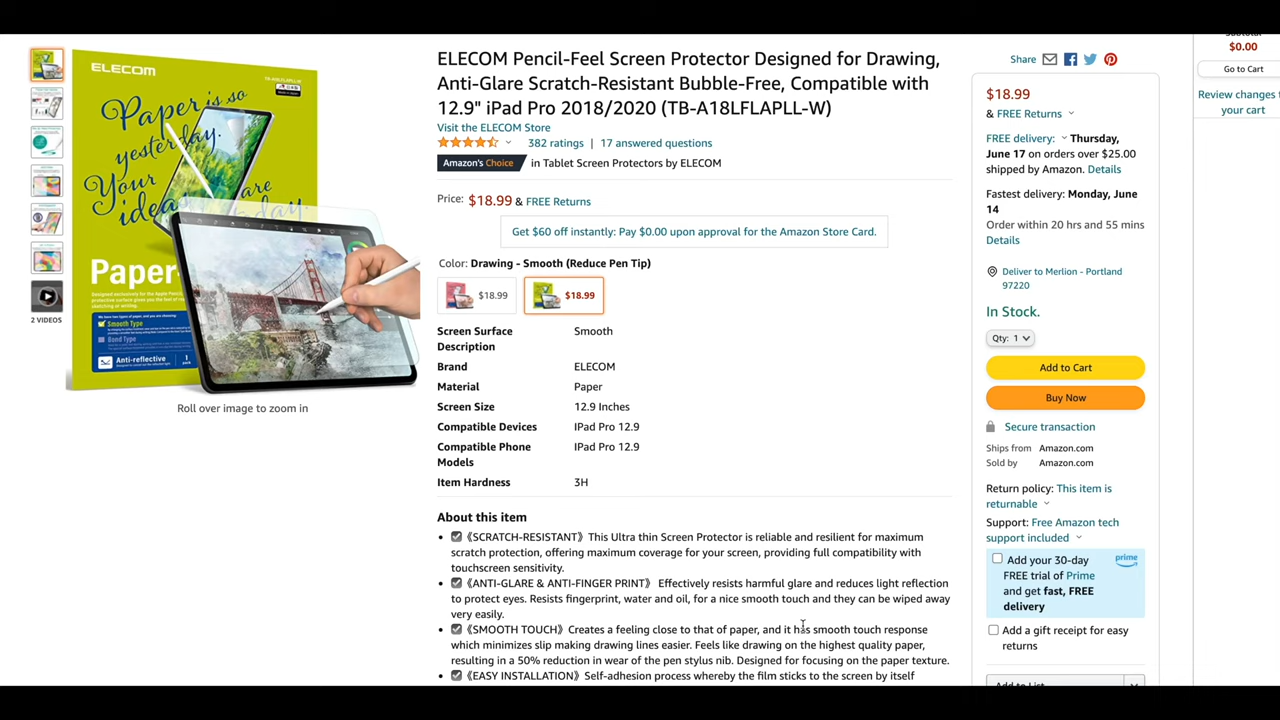 ELECOM
Paper is so
yesterday.
Your
Paper
Smooth Type
Anti-reflective
2 VIDEOS
Roll over image to zoom in
ELECOM Pencil-Feel Screen Protector Designed for Drawing,
Anti-Glare Scratch-Resistant Bubble-Free, Compatible with
12.9" iPad Pro 2018/2020 (TB-A18LFLAPLL-W)
Visit the ELECOM Store
382 ratings | 17 answered questions
Amazon's Choice in Tablet Screen Protectors by ELECOM
Price: $18.99 & FREE Returns
Get $60 off instantly: Pay $0.00 upon approval for the Amazon Store Card.
Color: Drawing - Smooth (Reduce Pen Tip)
$18.99 $18.99
Screen Surface Smooth
Description
Brand ELECOM
Material Paper
Screen Size 12.9 Inches
Compatible Devices IPad Pro 12.9
Compatible Phone IPad Pro 12.9
Models
Item Hardness 3H
About this item
《SCRATCH-RESISTANT》This Ultra thin Screen Protector is reliable and resilient for maximum
scratch protection, offering maximum coverage for your screen, providing full compatibility with
touchscreen sensitivity.
《ANTI-GLARE & ANTI-FINGER PRINT》 Effectively resists harmful glare and reduces light reflection
to protect eyes. Resists fingerprint, water and oil, for a nice smooth touch and they can be wiped away
very easily.
《SMOOTH TOUCH》Creates a feeling close to that of paper, and it has smooth touch response
which minimizes slip making drawing lines easier. Feels like drawing on the highest quality paper,
resulting in a 50% reduction in wear of the pen stylus nib. Designed for focusing on the paper texture.
《EASY INSTALLATION》Self-adhesion process whereby the film sticks to the screen by itself
Share
$18.99
& FREE Returns
FREE delivery: Thursday,
June 17 on orders over $25.00
shipped by Amazon. Details
Fastest delivery: Monday, June
14
Order within 20 hrs and 55 mins
Details
Deliver to Merlion - Portland
97220
In Stock.
Qty: 1
Add to Cart
Buy Now
Secure transaction
Ships from Amazon.com
Sold by Amazon.com
Return policy: This item is
returnable
Support: Free Amazon tech
support included
Add your 30-day
FREE trial of Prime
and get fast, FREE
delivery
prime
Add a gift receipt for easy
returns
Add to List
$0.00
Go to Cart
Review changes t
your cart